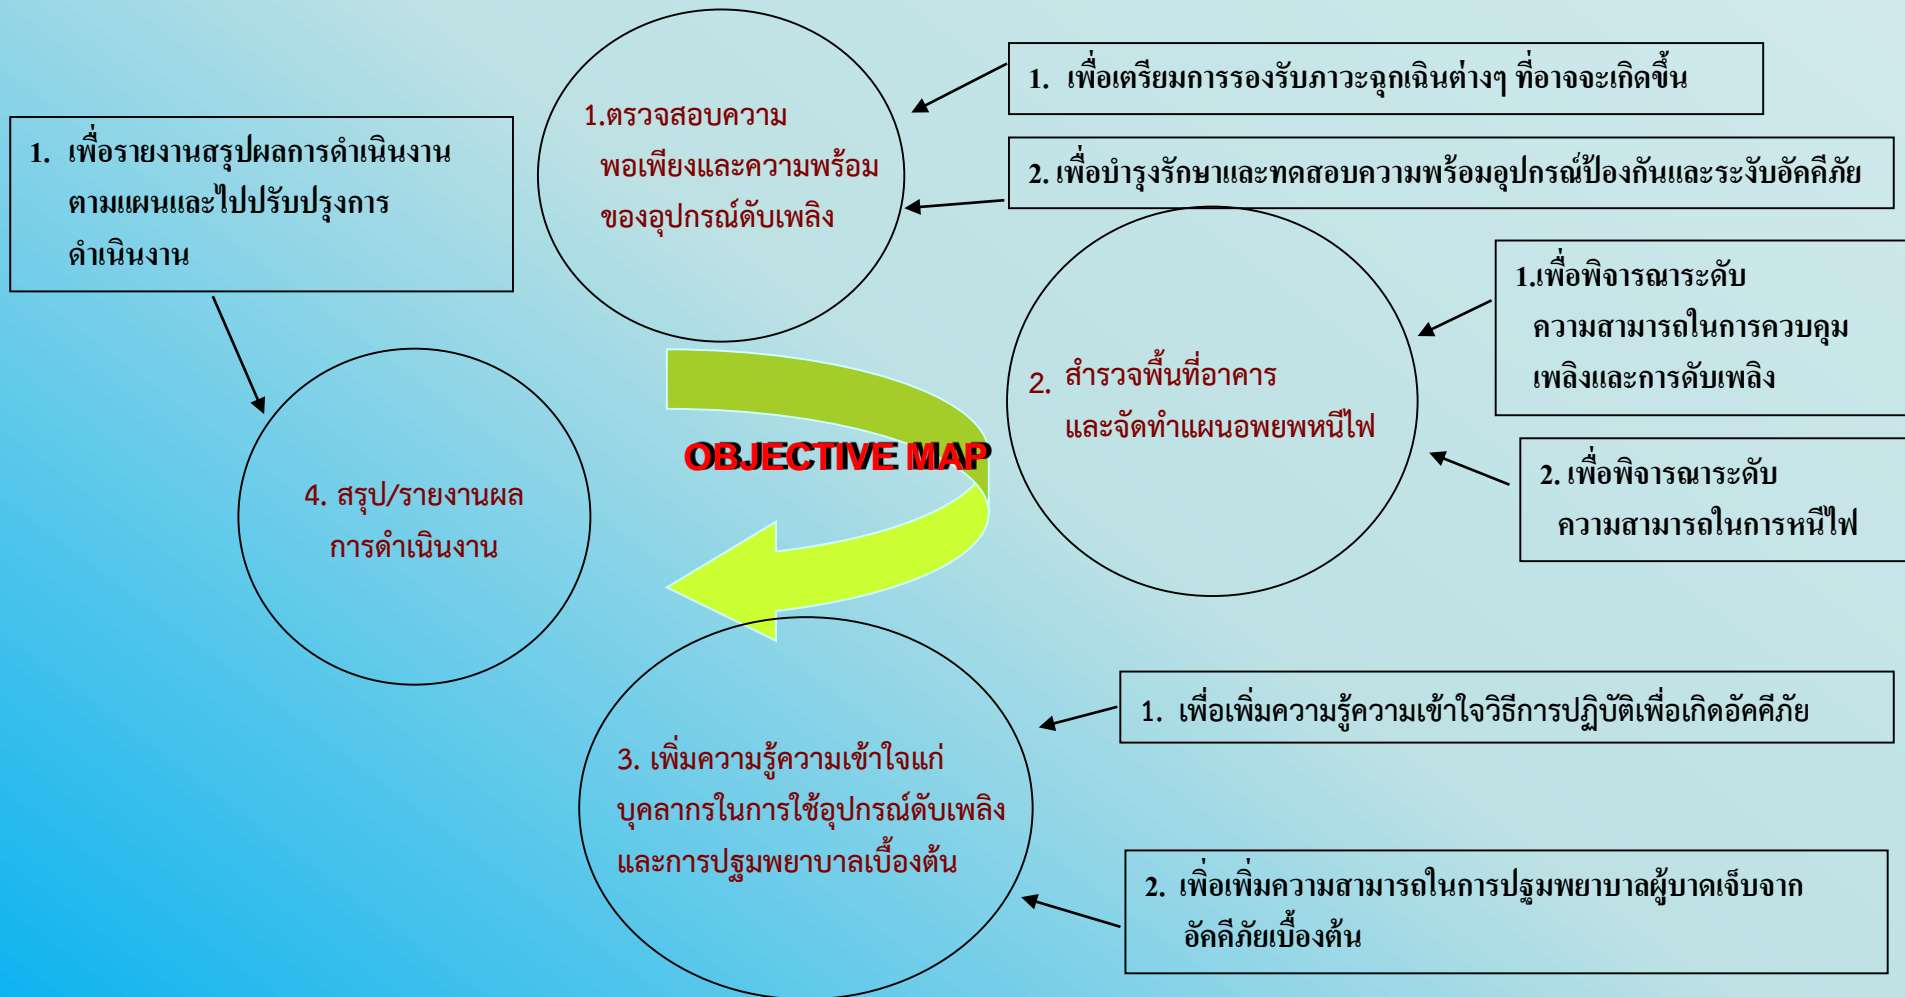 1.ตรวจสอบความ
พอเพียงและความพร้อม
ของอุปกรณ์ดับเพลิง
1. เพื่อเตรียมการรองรับภาวะฉุกเฉินต่างๆ ที่อาจจะเกิดขึ้น
2. เพื่อบำรุงรักษาและทดสอบความพร้อมอุปกรณ์ป้องกันและระงับอัคคีภัย
1. เพื่อรายงานสรุปผลการดำเนินงาน
ตามแผนและไปปรับปรุงการ
ดำเนินงาน
2. สำรวจพื้นที่อาคาร
และจัดทำแผนอพยพหนีไฟ
1.เพื่อพิจารณาระดับ
ความสามารถในการควบคุม
เพลิงและการดับเพลิง
2. เพื่อพิจารณาระดับ
ความสามารถในการหนีไฟ
OBJECTIVE MAP
4. สรุป/รายงานผล
การดำเนินงาน
3. เพิ่มความรู้ความเข้าใจแก่
บุคลากรในการใช้อุปกรณ์ดับเพลิง
และการปฐมพยาบาลเบื้องต้น
1. เพื่อเพิ่มความรู้ความเข้าใจวิธีการปฏิบัติเพื่อเกิดอัคคีภัย
2. เพิ่อเพิ่มความสามารถในการปฐมพยาบาลผู้บาดเจ็บจาก
อัคคีภัยเบื้องต้น